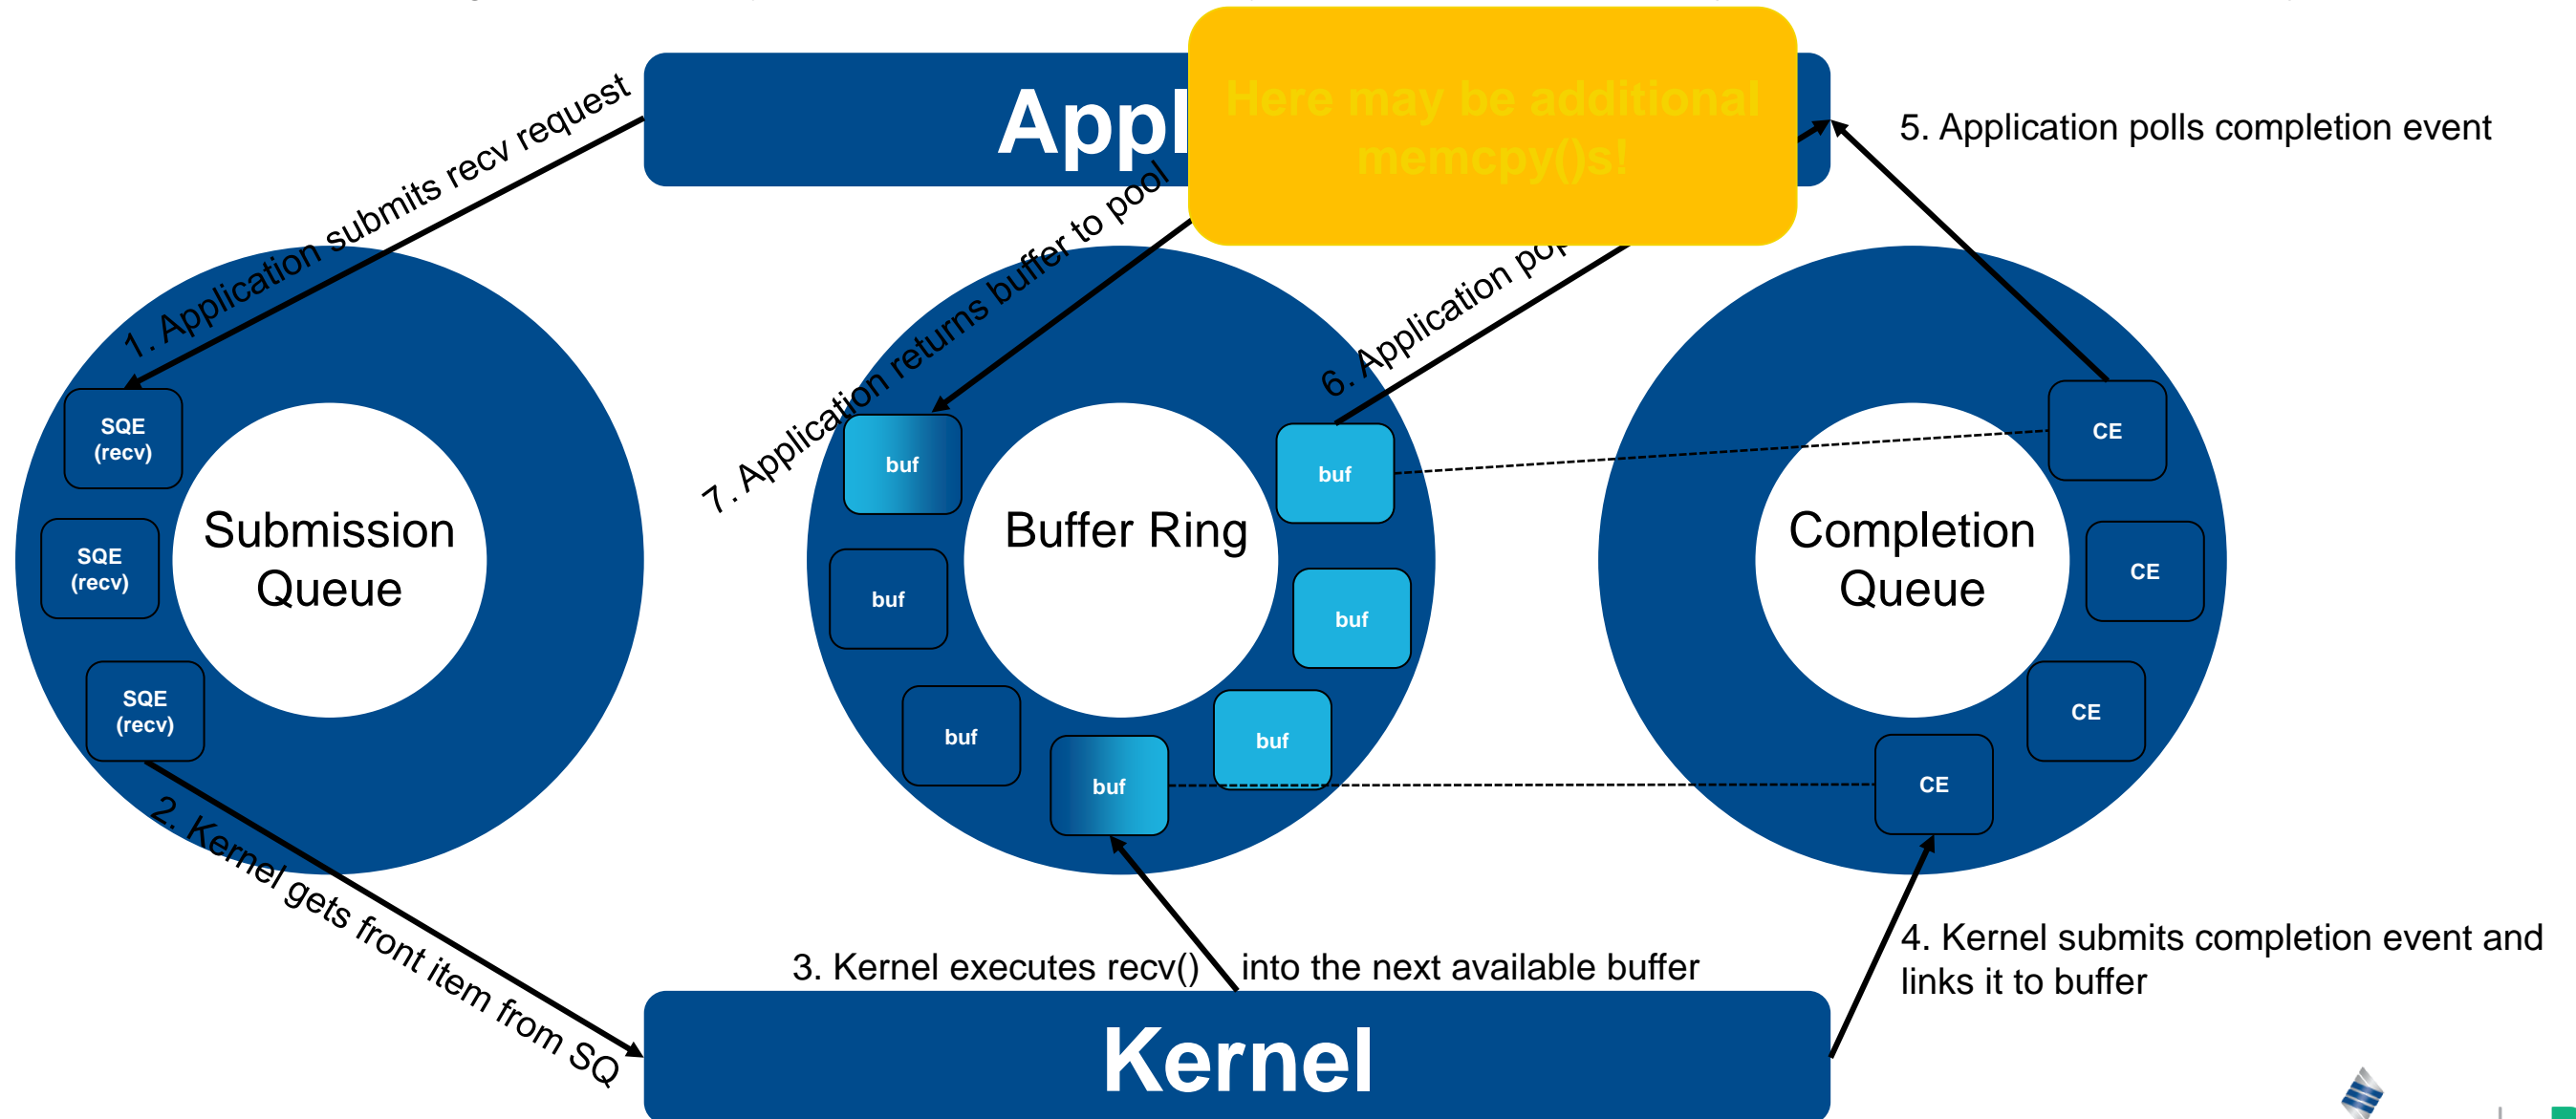 Appl
Here may be additional
memcpy()s!
1. Application submits recv request
5. Application polls completion event
7. Application returns buffer to pool
6. Application
SQE
(recv)
SQE
(recv)
SQE
(recv)
Submission
Queue
buf
buf
buf
buf
buf
buf
buf
Buffer Ring
CE
CE
CE
CE
Completion
Queue
2. Kernel gets front item from SQ
3. Kernel executes recv() into the next available buffer
4. Kernel submits completion event and
links it to buffer
Kernel